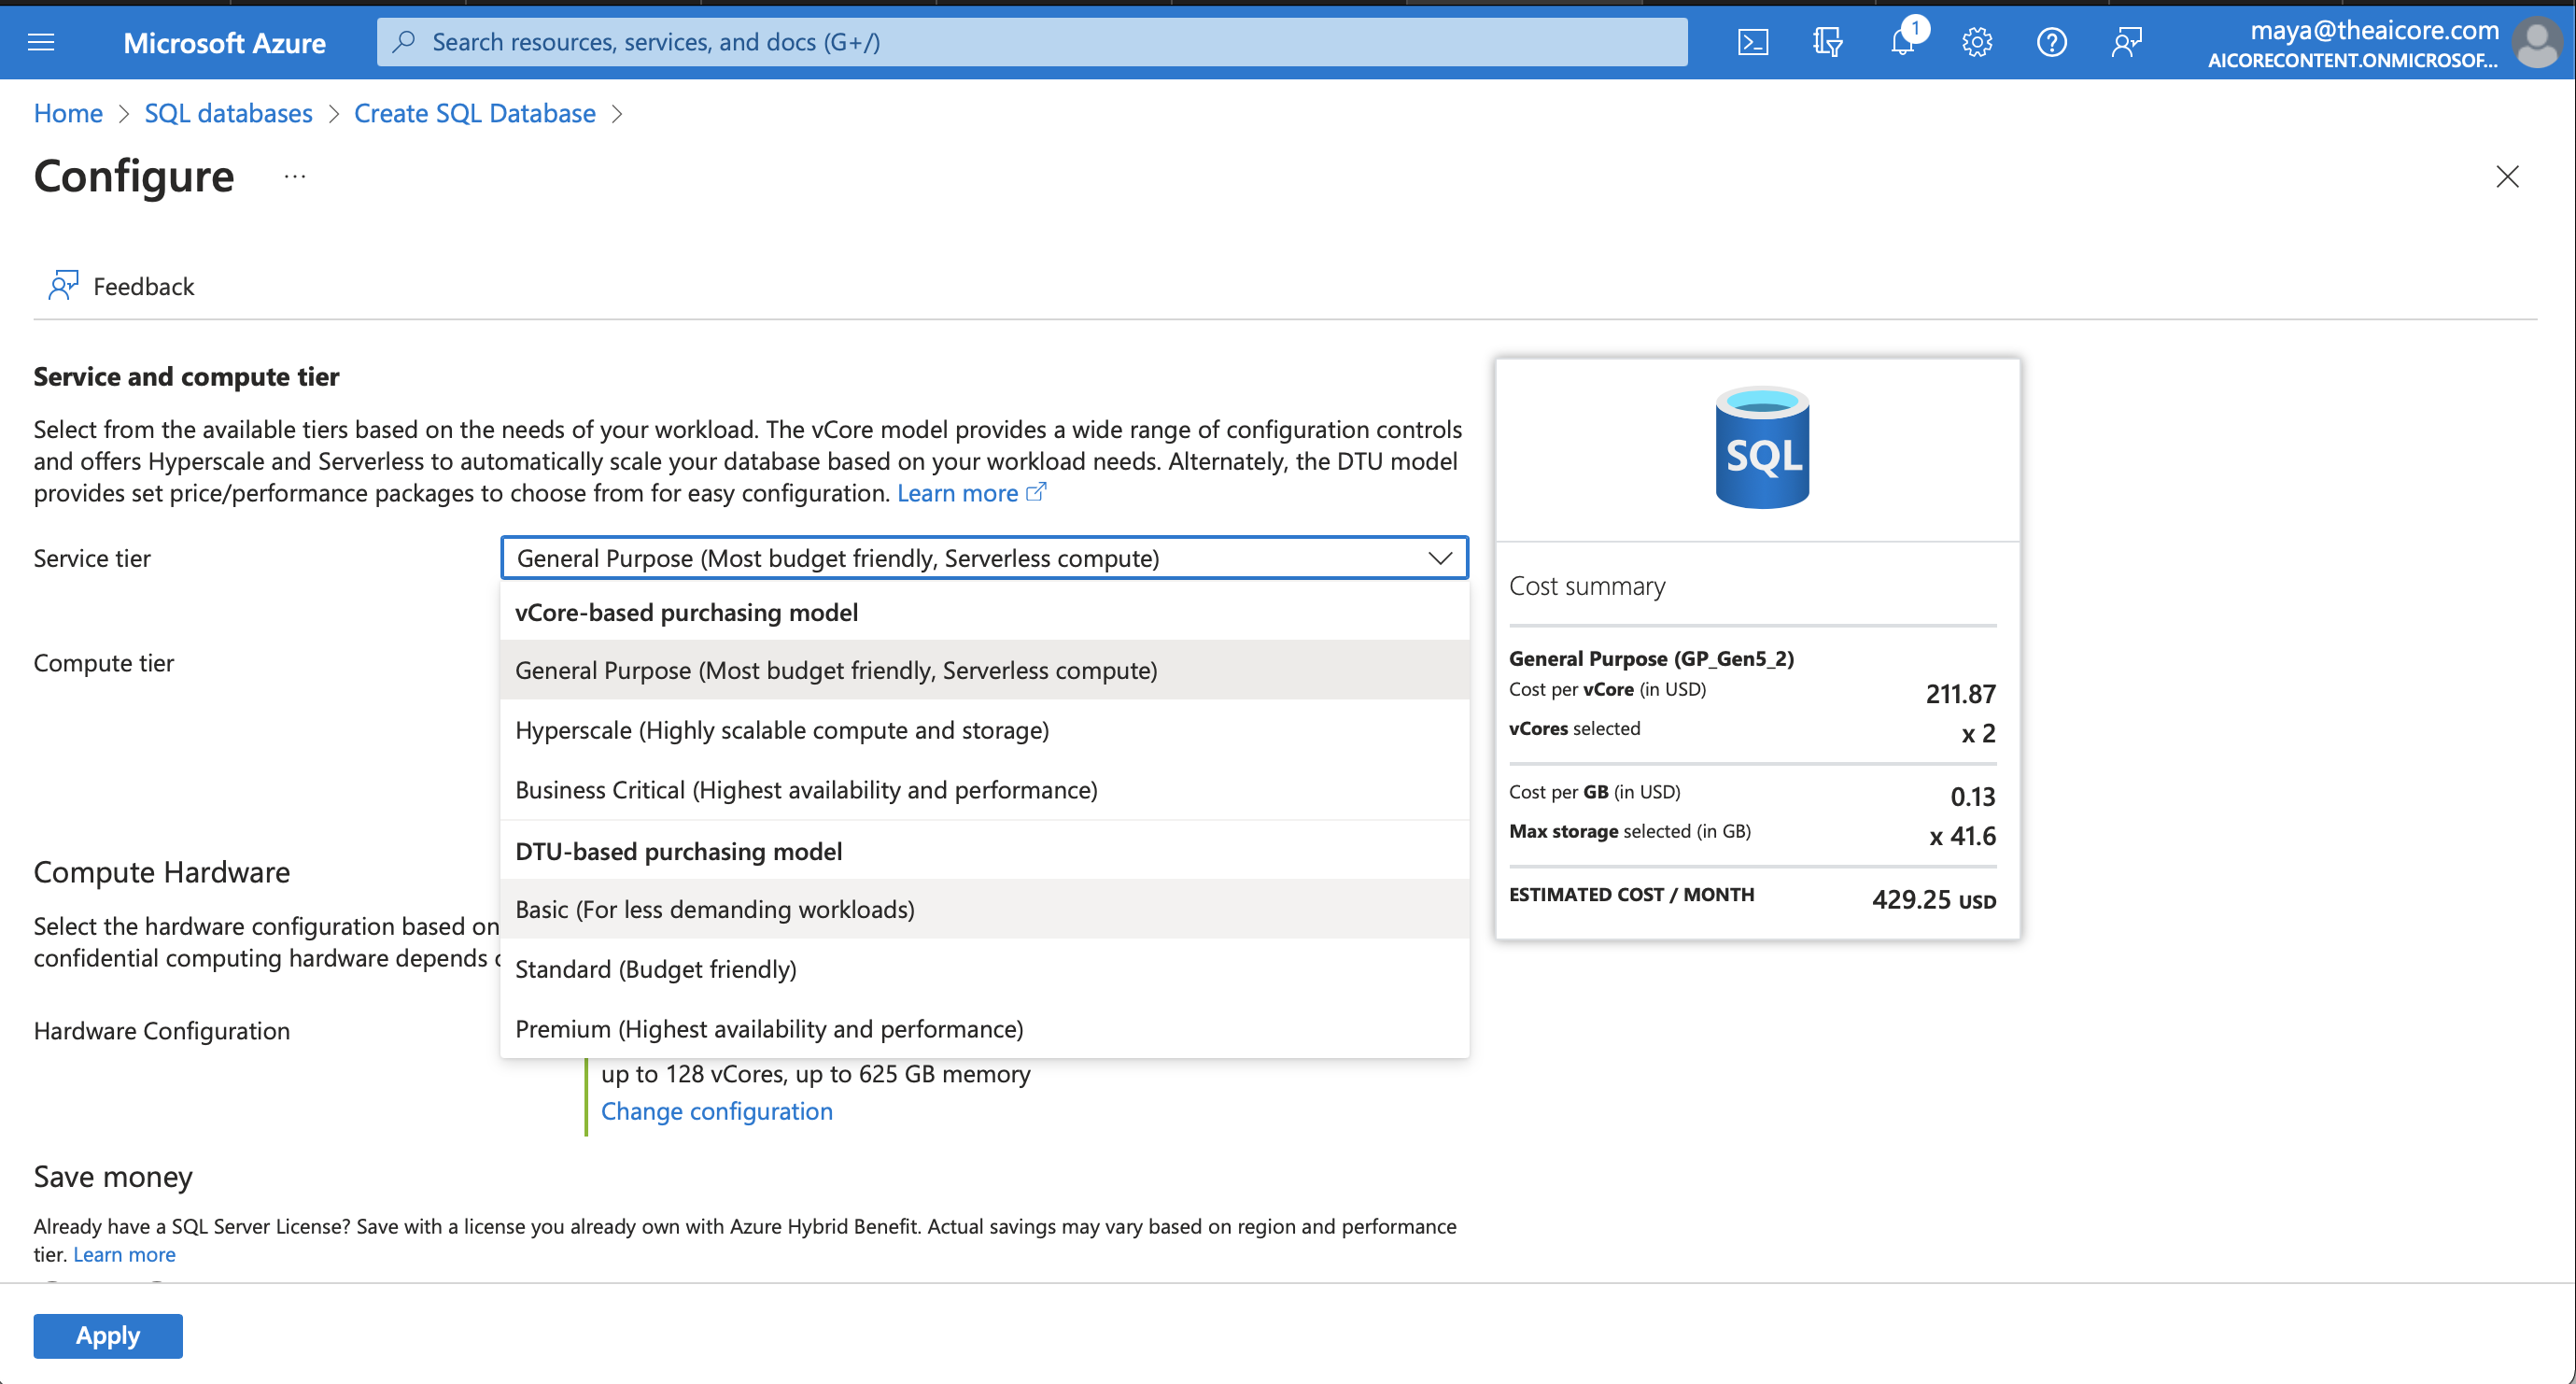 Microsoft Azure
Search resources, services, and docs (G+/)
1
maya@theaicore.com
AICORECONTENT.ONMICROSOF...
Home > SQL databases > Create SQL Database >
Configure ...
Feedback
Service and compute tier
Select from the available tiers based on the needs of your workload. The vCore model provides a wide range of configuration controls
and offers Hyperscale and Serverless to automatically scale your database based on your workload needs. Alternately, the DTU model
provides set price/performance packages to choose from for easy configuration. Learn more
Service tier
General Purpose (Most budget friendly, Serverless compute)
vCore-based purchasing model
General Purpose (Most budget friendly, Serverless compute)
Hyperscale (Highly scalable compute and storage)
Business Critical (Highest availability and performance)
DTU-based purchasing model
Basic (For less demanding workloads)
Standard (Budget friendly)
Premium (Highest availability and performance)
Compute tier
Compute Hardware
Select the hardware configuration based on
confidential computing hardware depends
Hardware Configuration
up to 128 vCores, up to 625 GB memory
Change configuration
Save money
Already have a SQL Server License? Save with a license you already own with Azure Hybrid Benefit. Actual savings may vary based on region and performance
tier. Learn more
Apply
SQL
Cost summary
General Purpose (GP_Gen5_2)
Cost per vCore (in USD) 211.87
vCores selected x 2
Cost per GB (in USD) 0.13
Max storage selected (in GB) x 41.6
ESTIMATED COST / MONTH 429.25 USD